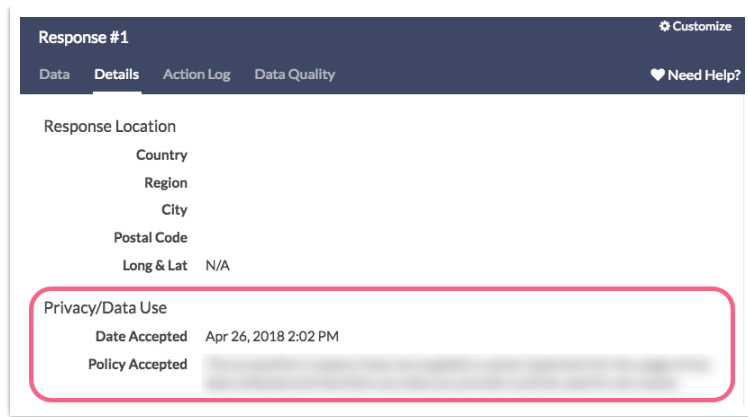 Response #1
Customize
Data Details Action Log Data Quality
Need Help?
Response Location
Country
Region
City
Postal Code
Long & Lat N/A
Privacy/Data Use
Date Accepted Apr 26, 2018 2:02 PM
Policy Accepted